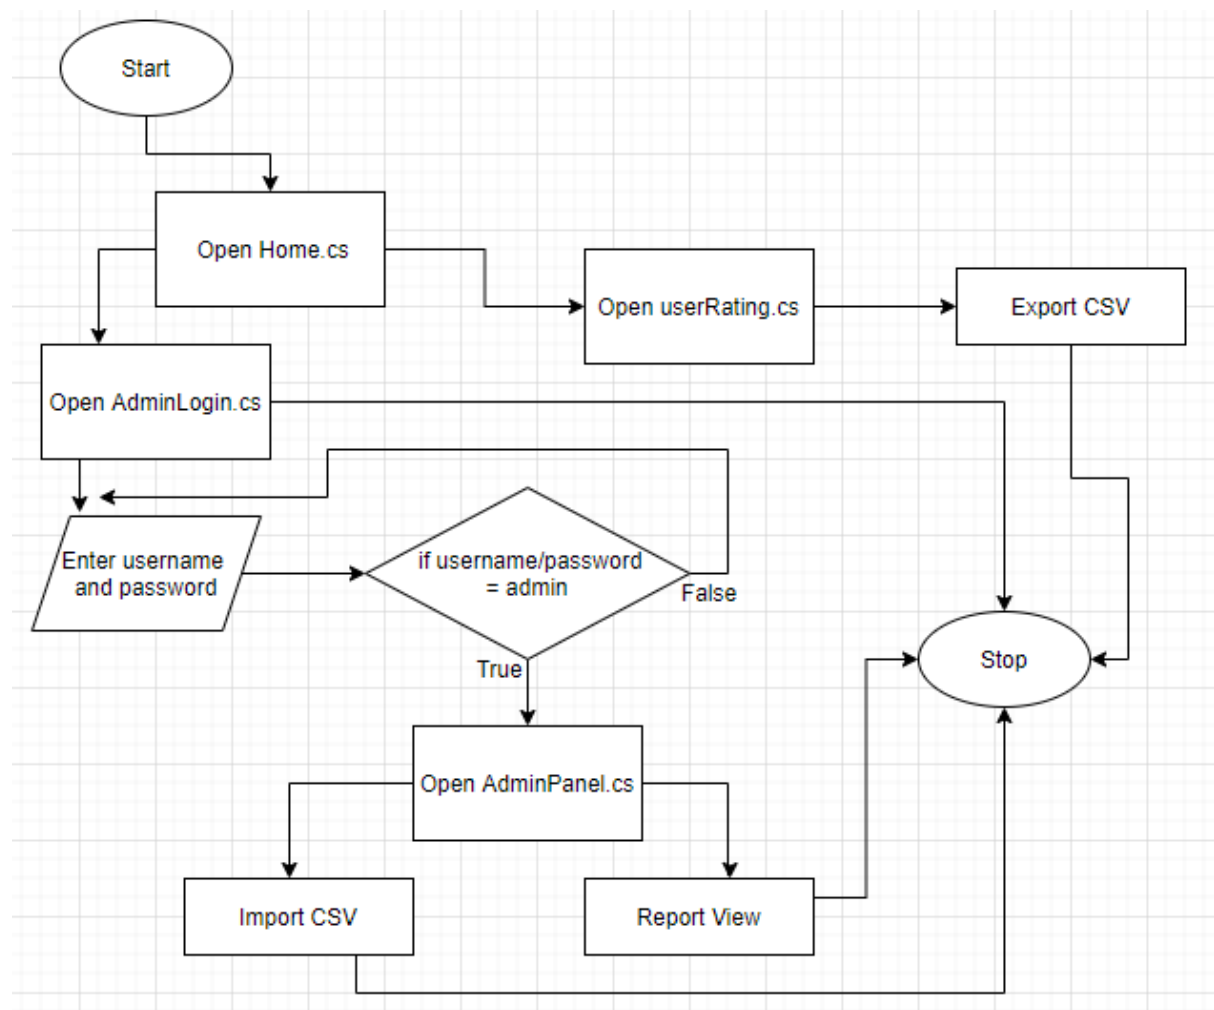 Start
Open Home.cs
Open userRating.cs
Export CSV
Open AdminLogin.cs
Enter username
and password
if username/password
= admin
False
True
Stop
Open AdminPanel.cs
Import CSV
Report View